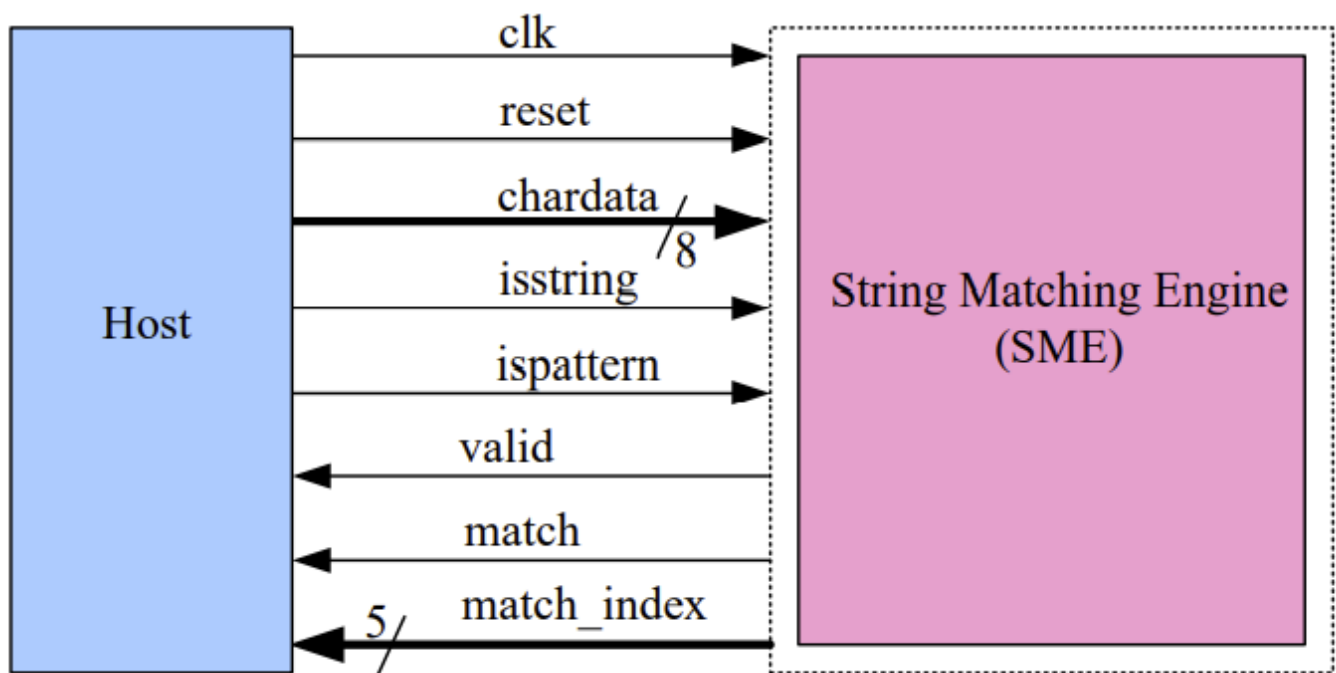 clk
reset
chardata
8
isstring
Host
String Matching Engine
(SME)
ispattern
valid
match
match_index
5